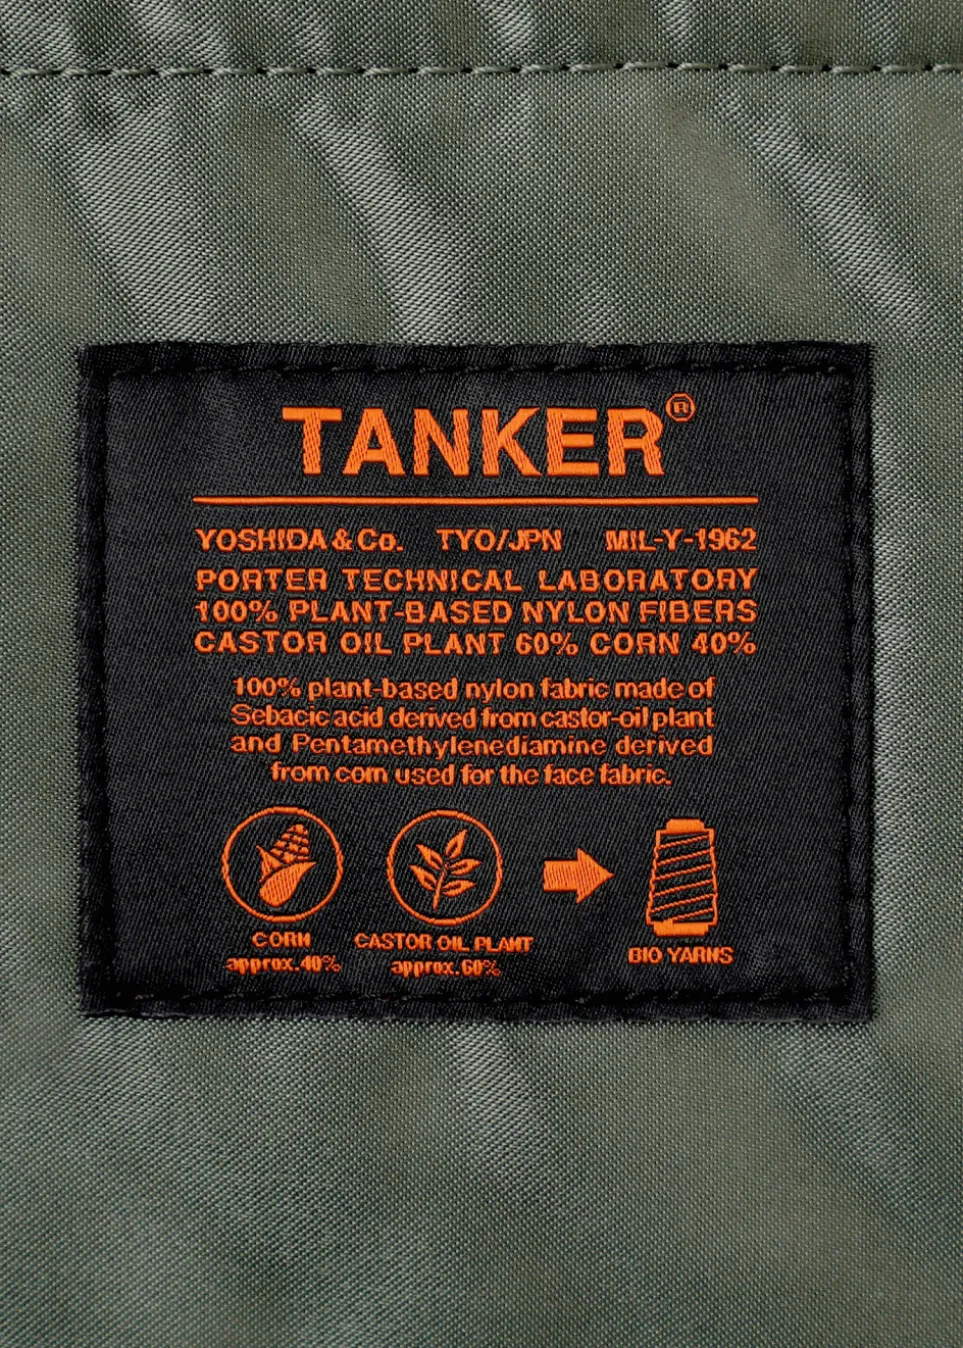 TANKER®
YOSHIDA & Co. TYO/JPN MIL-Y-1962
PORTER TECHNICAL LABORATORY
100% PLANT-BASED NYLON FIBERS
CASTOR OIL PLANT 60% CORN 40%
100% plant-based nylon fabric made of
Sebacic acid derived from castor-oil plant
and Pentamethylenediamine derived
from corn used for the face fabric.
CORN
approx.40%
CASTOR OIL PLANT
approx.60%
BIO YARNS